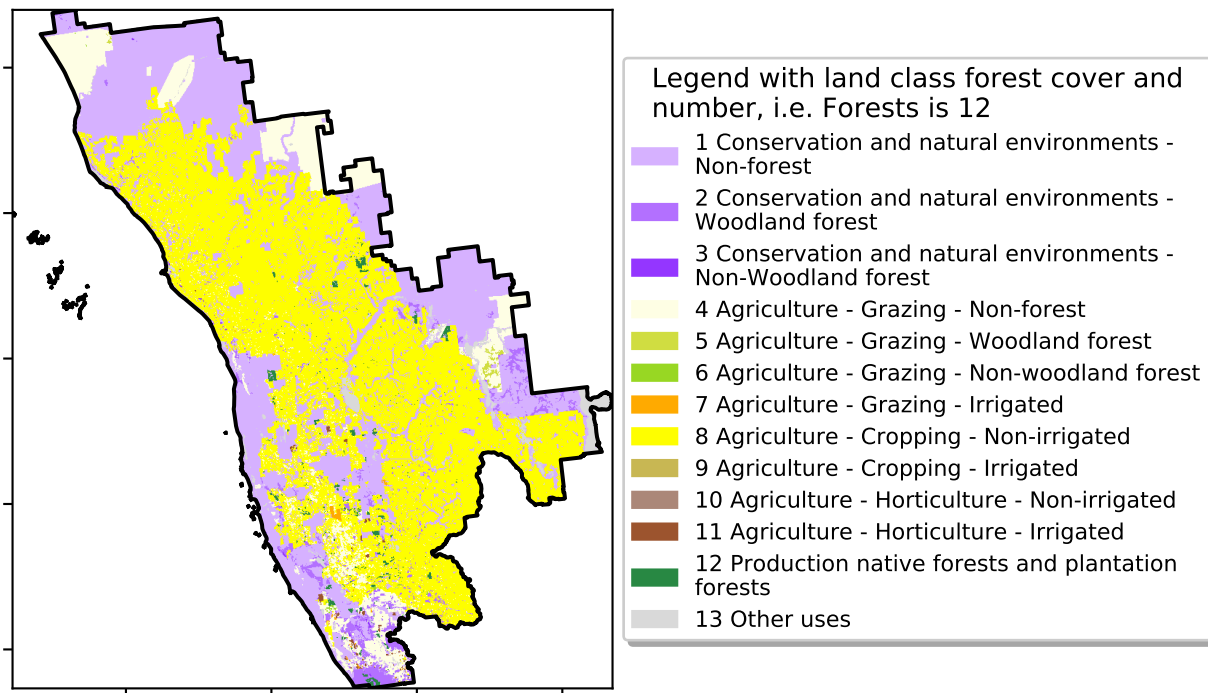 Legend with land class forest cover and
number, i.e. Forests is 12
1 Conservation and natural environments -
Non-forest
2 Conservation and natural environments -
Woodland forest
3 Conservation and natural environments -
Non-Woodland forest
4 Agriculture - Grazing - Non-forest
5 Agriculture - Grazing - Woodland forest
6 Agriculture - Grazing - Non-woodland forest
7 Agriculture - Grazing - Irrigated
8 Agriculture - Cropping - Non-irrigated
9 Agriculture - Cropping - Irrigated
10 Agriculture - Horticulture - Non-irrigated
11 Agriculture - Horticulture - Irrigated
12 Production native forests and plantation
forests
13 Other uses